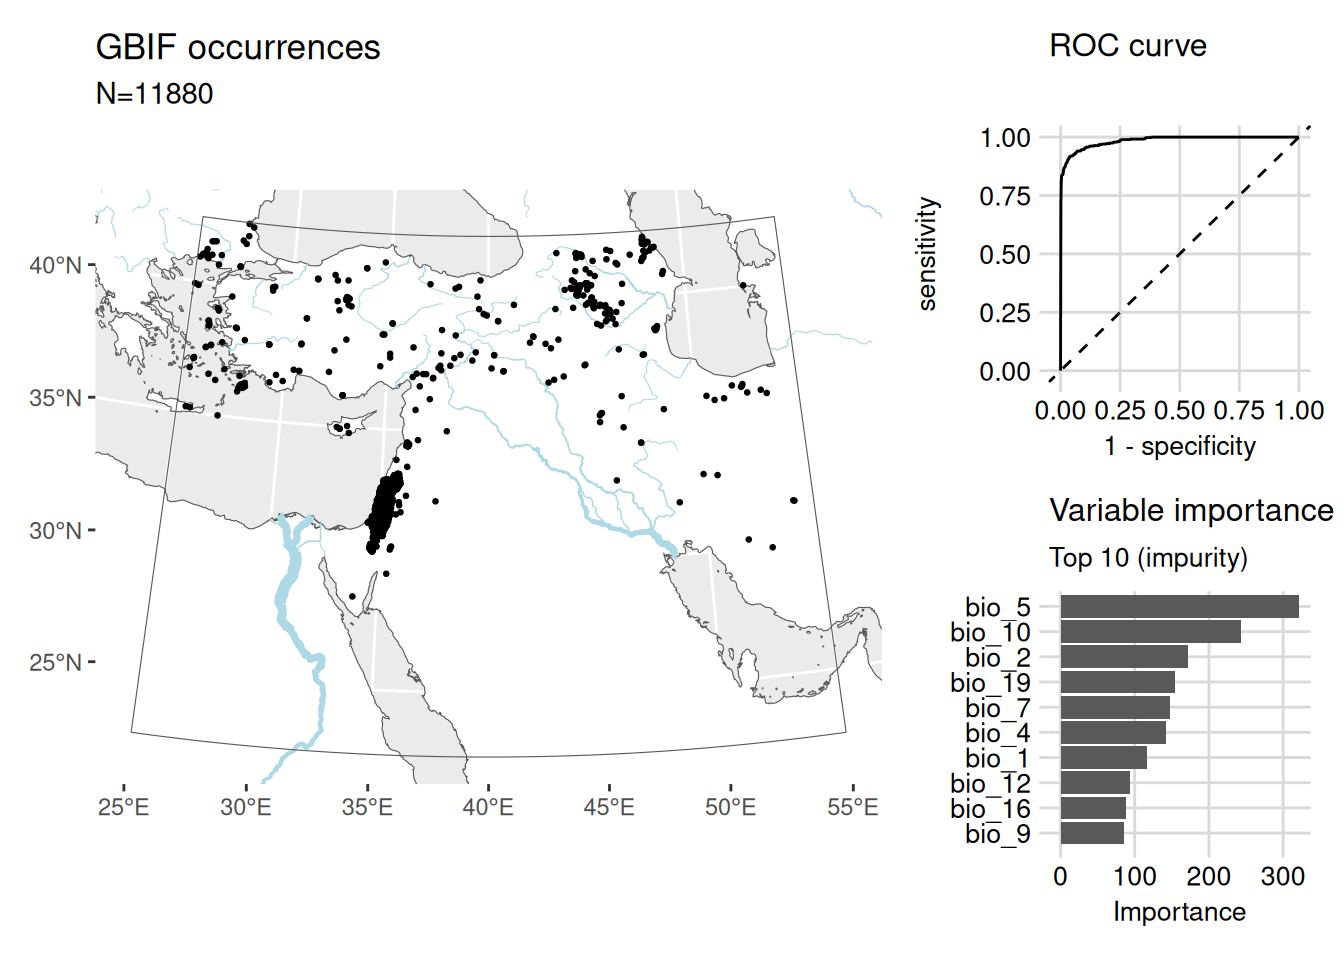 GBIF occurrences
N=11880
40°N
35°N
30°N
25°N
25°E 30°E 35°E 40°E 45°E 50°E 55°E
ROC curve
sensitivity
1.00
0.75
0.50
0.25
0.00
0.00 0.25 0.50 0.75 1.00
1 - specificity
Variable importance
Top 10 (impurity)
bio_5
bio_10
bio_2
bio_19
bio_7
bio_4
bio_1
bio_12
bio_16
bio_9
0 100 200 300
Importance